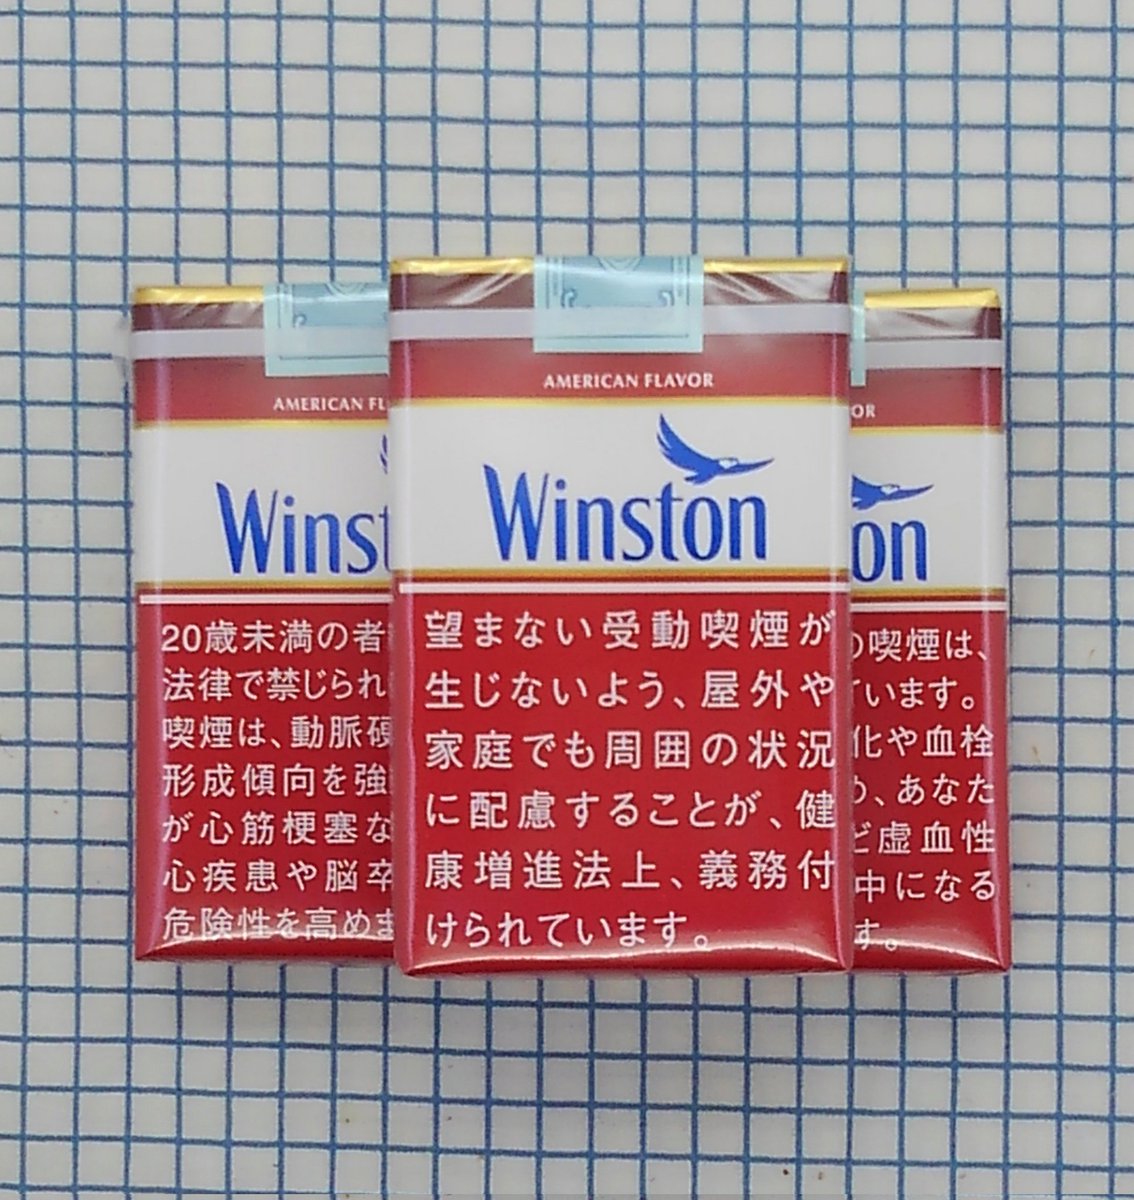 AMERICAN FLAVOR
Winston
望まない受動喫煙が
生じないよう、屋外や
家庭でも周囲の状況
に配慮することが、健
康増進法上、義務付
けられています。
AMERICAN FL
Winst
20歳未満の者
法律で禁じられ
喫煙は、動脈硬
形成傾向を強
が心筋梗塞な
心疾患や脳卒
危険性を高めま
OR
on
の喫煙は、
ています。
化や血栓
め、あなた
ど虚血性
中になる
す。